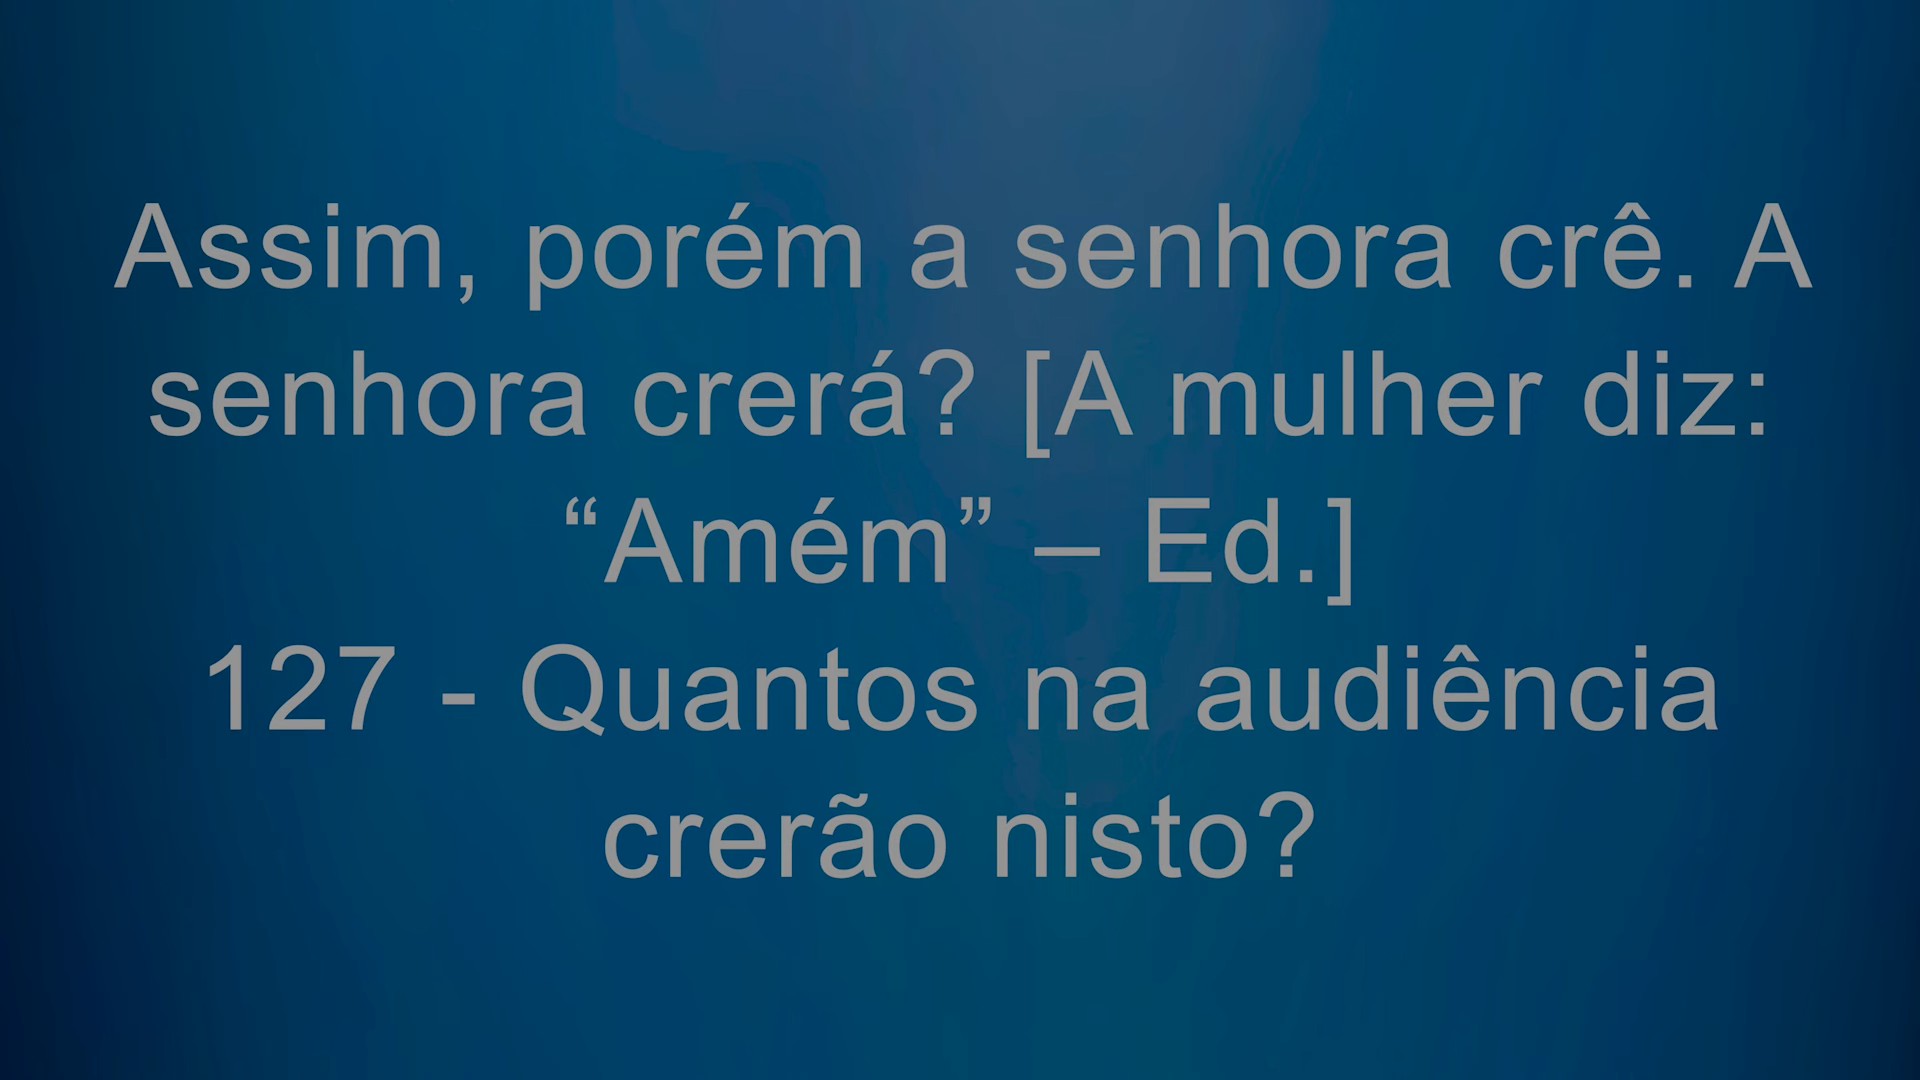 Assim, porém a senhora crê. A
senhora crerá? [A mulher diz:
“Amém” – Ed.]
127 - Quantos na audiência
crerão nisto?